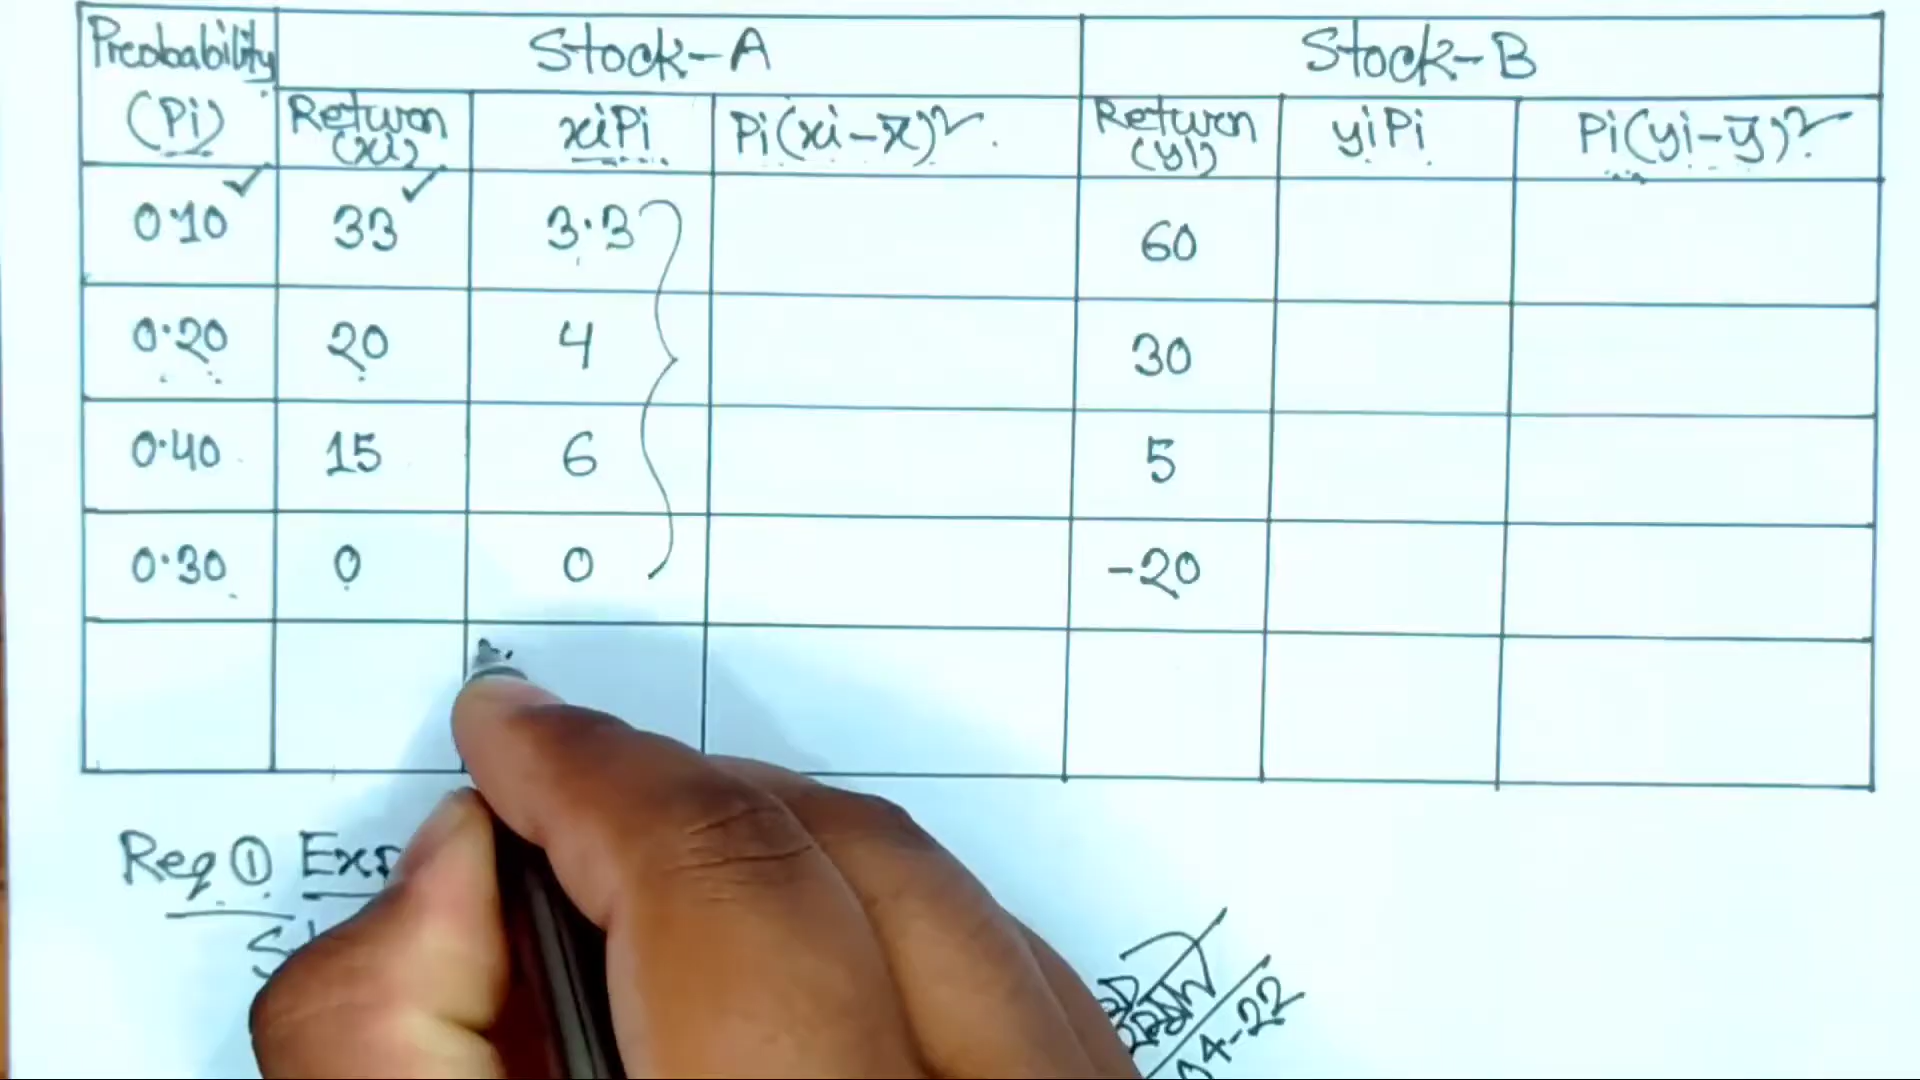 Probability Stock-A Stock-B
(Pi) Return (xi) xiPi Pi(xi-x̄)² Return (yi) yiPi Pi(yi-ȳ)²
0.10 33 3.3 60
0.20 20 4 30
0.40 15 6 5
0.30 0 0 -20
Req ①
04-22